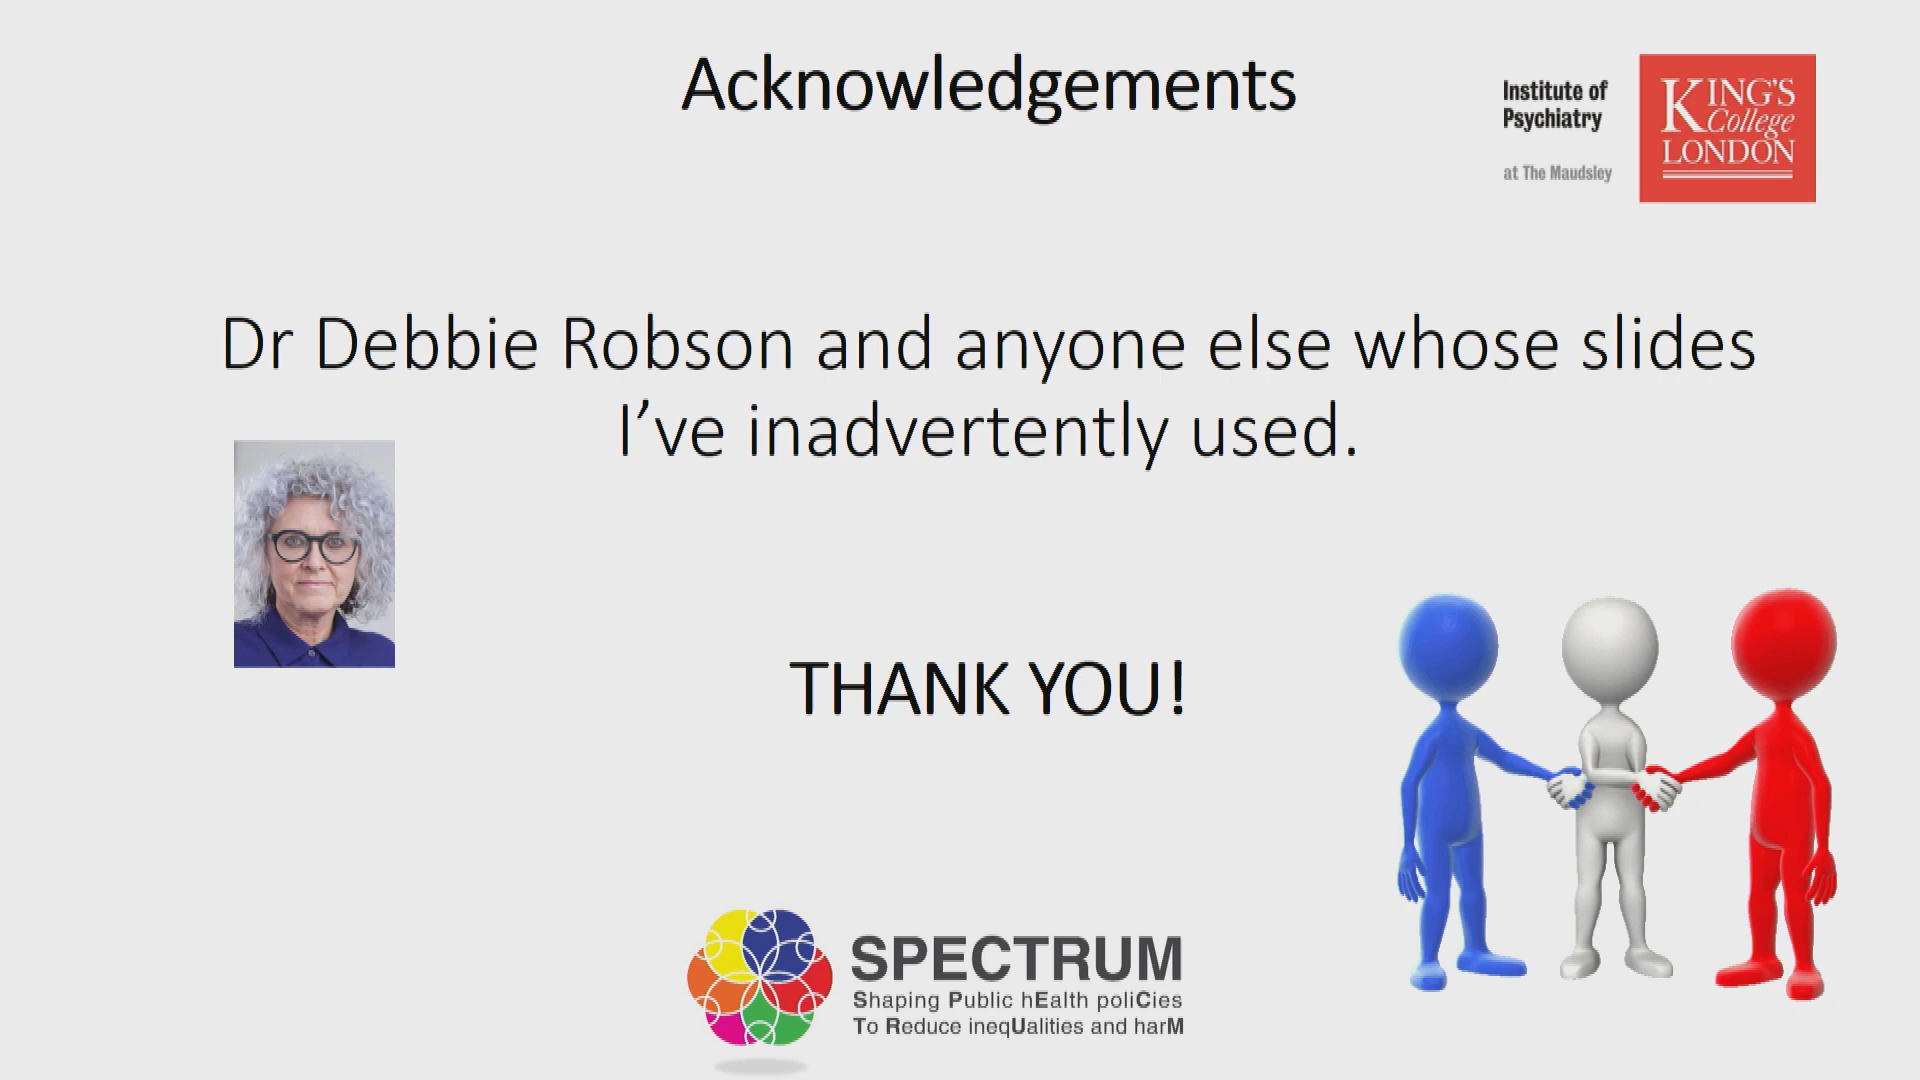 Acknowledgements
Institute of
Psychiatry
at The Maudsley
KING'S
College
LONDON
Dr Debbie Robson and anyone else whose slides
I’ve inadvertently used.
THANK YOU!
SPECTRUM
Shaping Public hEalth poliCies
To Reduce ineqUalities and harM